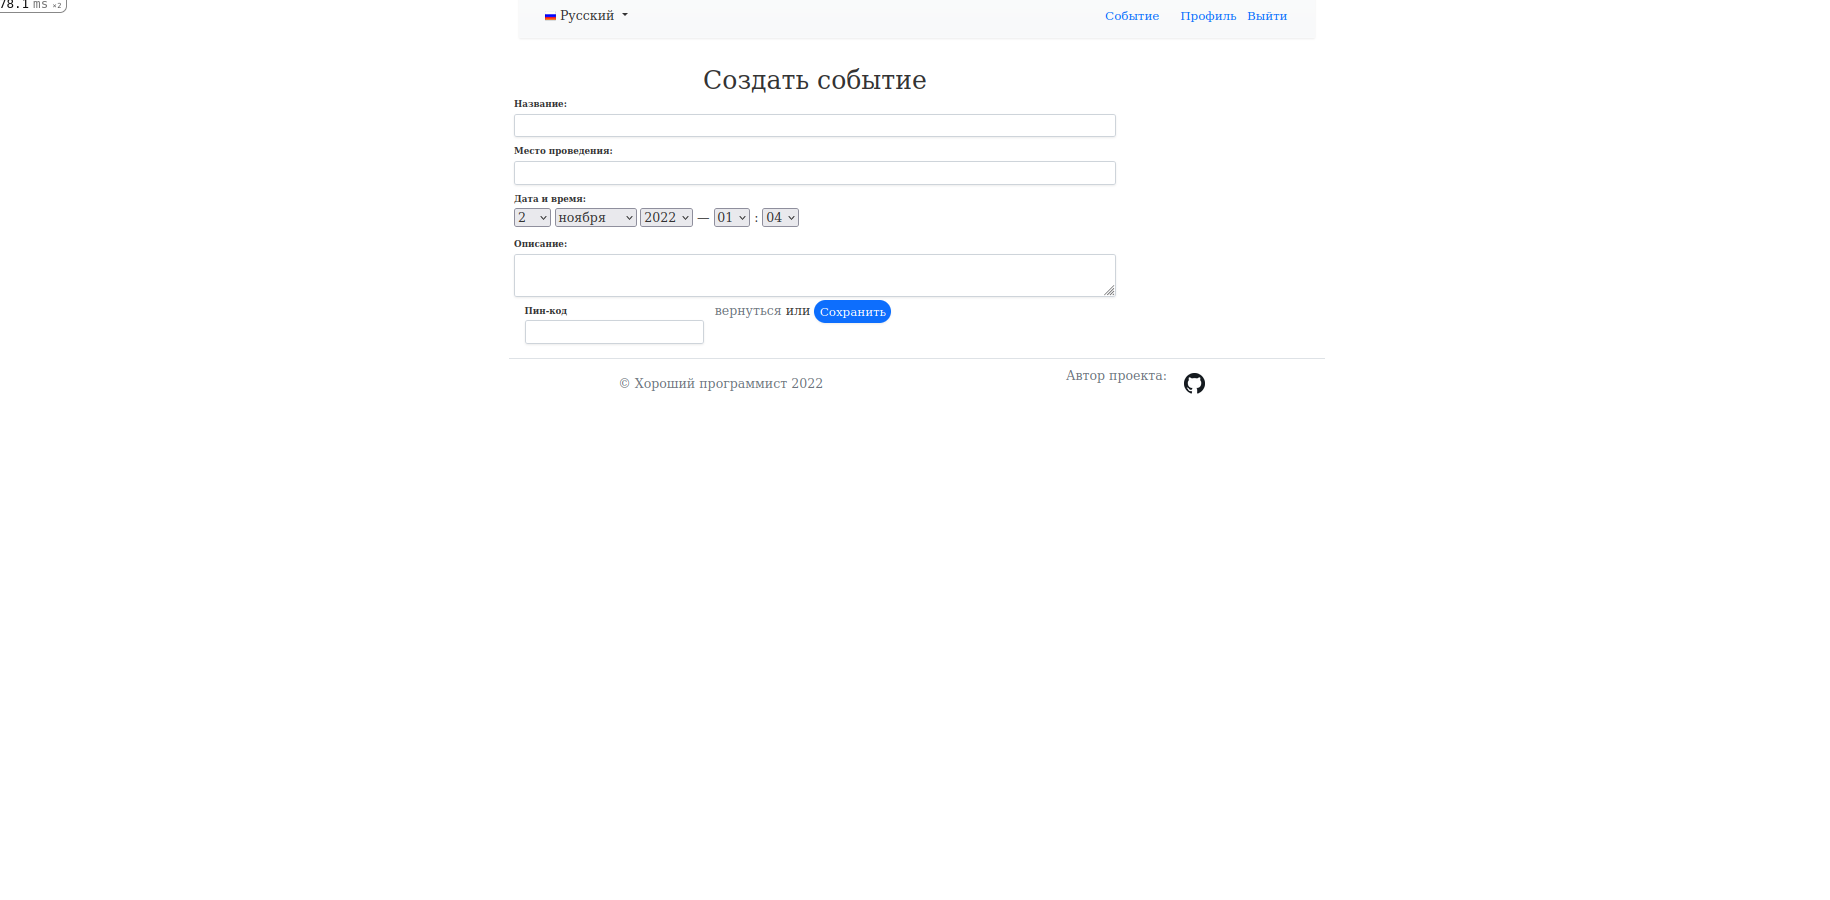 78.1 ms ×2
Русский Событие Профиль Выйти
Создать событие
Название:
Место проведения:
Дата и время:
2 ноября 2022 — 01 : 04
Описание:
Пин-код вернуться или Сохранить
© Хороший программист 2022 Автор проекта: